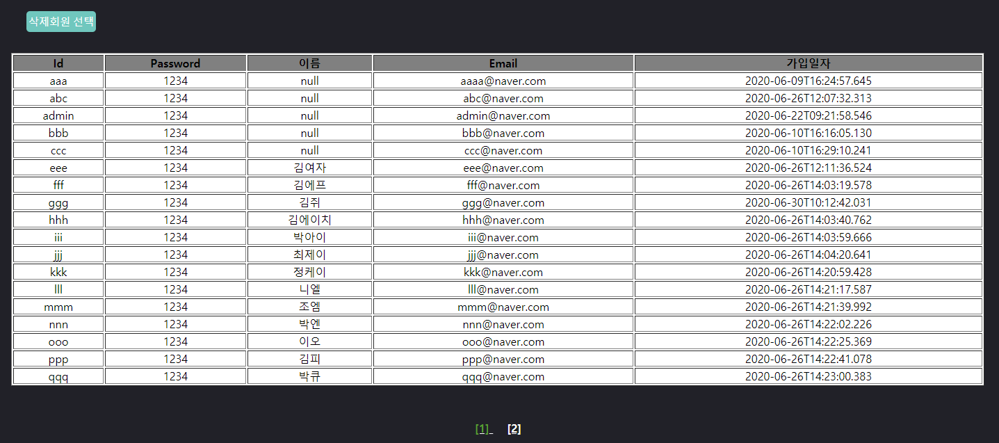 삭제회원 선택
Id Password 이름 Email 가입일자
aaa 1234 null aaaa@naver.com 2020-06-09T16:24:57.645
abc 1234 null abc@naver.com 2020-06-26T12:07:32.313
admin 1234 null admin@naver.com 2020-06-22T09:21:58.546
bbb 1234 null bbb@naver.com 2020-06-10T16:16:05.130
ccc 1234 null ccc@naver.com 2020-06-10T16:29:10.241
eee 1234 김여자 eee@naver.com 2020-06-26T12:11:36.524
fff 1234 김에프 fff@naver.com 2020-06-26T14:03:19.578
ggg 1234 김쥐 ggg@naver.com 2020-06-30T10:12:42.031
hhh 1234 김에이치 hhh@naver.com 2020-06-26T14:03:40.762
iii 1234 박아이 iii@naver.com 2020-06-26T14:03:59.666
jjj 1234 최제이 jjj@naver.com 2020-06-26T14:04:20.641
kkk 1234 정케이 kkk@naver.com 2020-06-26T14:20:59.428
lll 1234 니엘 lll@naver.com 2020-06-26T14:21:17.587
mmm 1234 조엠 mmm@naver.com 2020-06-26T14:21:39.992
nnn 1234 박엔 nnn@naver.com 2020-06-26T14:22:02.226
ooo 1234 이오 ooo@naver.com 2020-06-26T14:22:25.369
ppp 1234 김피 ppp@naver.com 2020-06-26T14:22:41.078
qqq 1234 박큐 qqq@naver.com 2020-06-26T14:23:00.383
[1] [2]